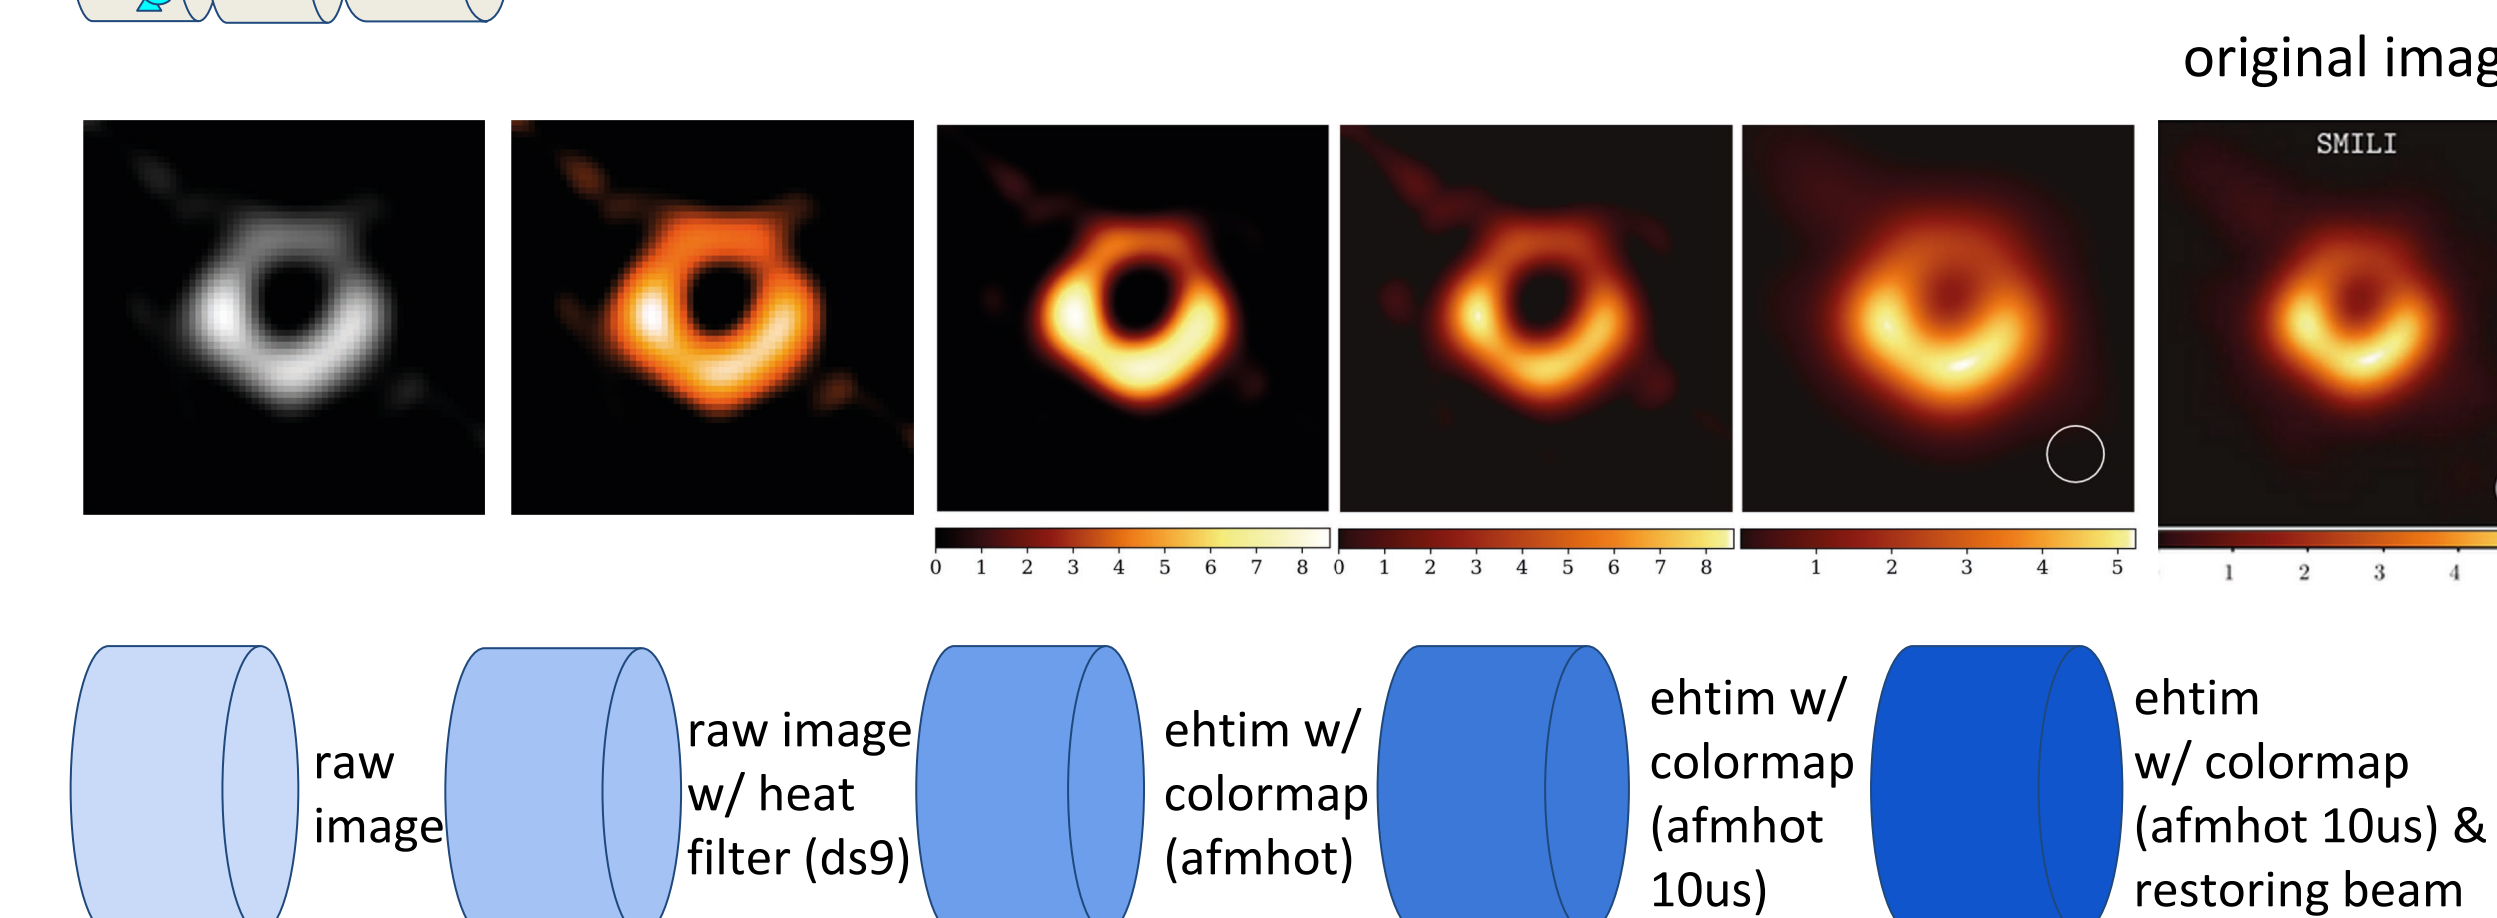 original imag
SMILI
0 1 2 3 4 5 6 7 8
0 1 2 3 4 5 6 7 8
1 2 3 4 5
1 2 3 4
raw
image
raw image
w/ heat
filter (ds9)
ehtim w/
colormap
(afmhot)
ehtim w/
colormap
(afmhot
10us)
ehtim
w/ colormap
(afmhot 10us) &
restoring beam